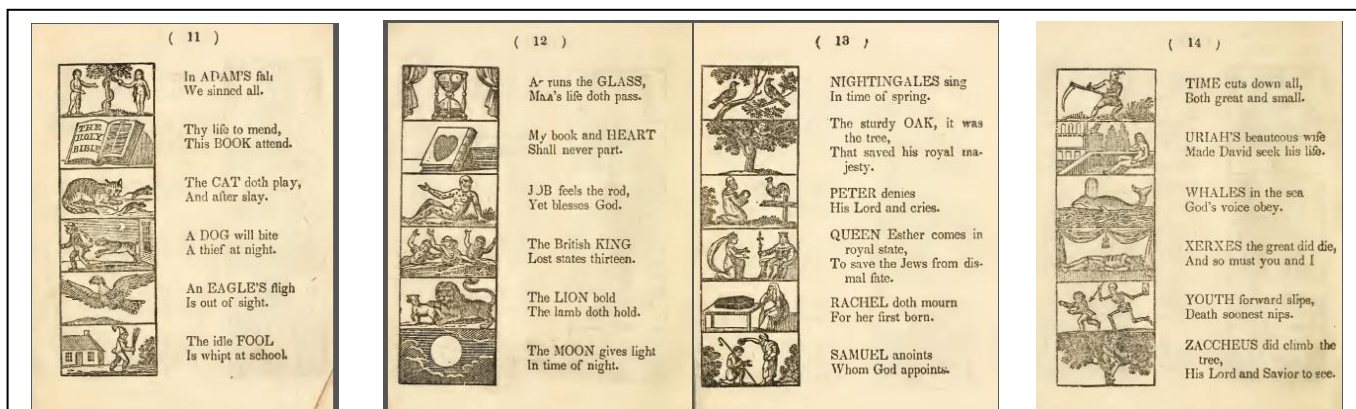 ( 11 )
THE
HOLY
BIBLE
In ADAM'S fall
We sinned all.
Thy life to mend,
This BOOK attend.
The CAT doth play,
And after slay.
A DOG will bite
A thief at night.
An EAGLE'S fligh
Is out of sight.
The idle FOOL
Is whipt at school.
( 12 )
As runs the GLASS,
Man's life doth pass.
My book and HEART
Shall never part.
JOB feels the rod,
Yet blesses God.
The British KING
Lost states thirteen.
The LION bold
The lamb doth hold.
The MOON gives light
In time of night.
( 13 )
NIGHTINGALES sing
In time of spring.
The sturdy OAK, it was
the tree,
That saved his royal ma-
jesty.
PETER denies
His Lord and cries.
QUEEN Esther comes in
royal state,
To save the Jews from dis-
mal fate.
RACHEL doth mourn
For her first born.
SAMUEL anoints
Whom God appoints.
( 14 )
TIME cuts down all,
Both great and small.
URIAH'S beauteous wife
Made David seek his life.
WHALES in the sea
God's voice obey.
XERXES the great did die,
And so must you and I
YOUTH forward slips,
Death soonest nips.
ZACCHEUS did climb the
tree,
His Lord and Savior to see.